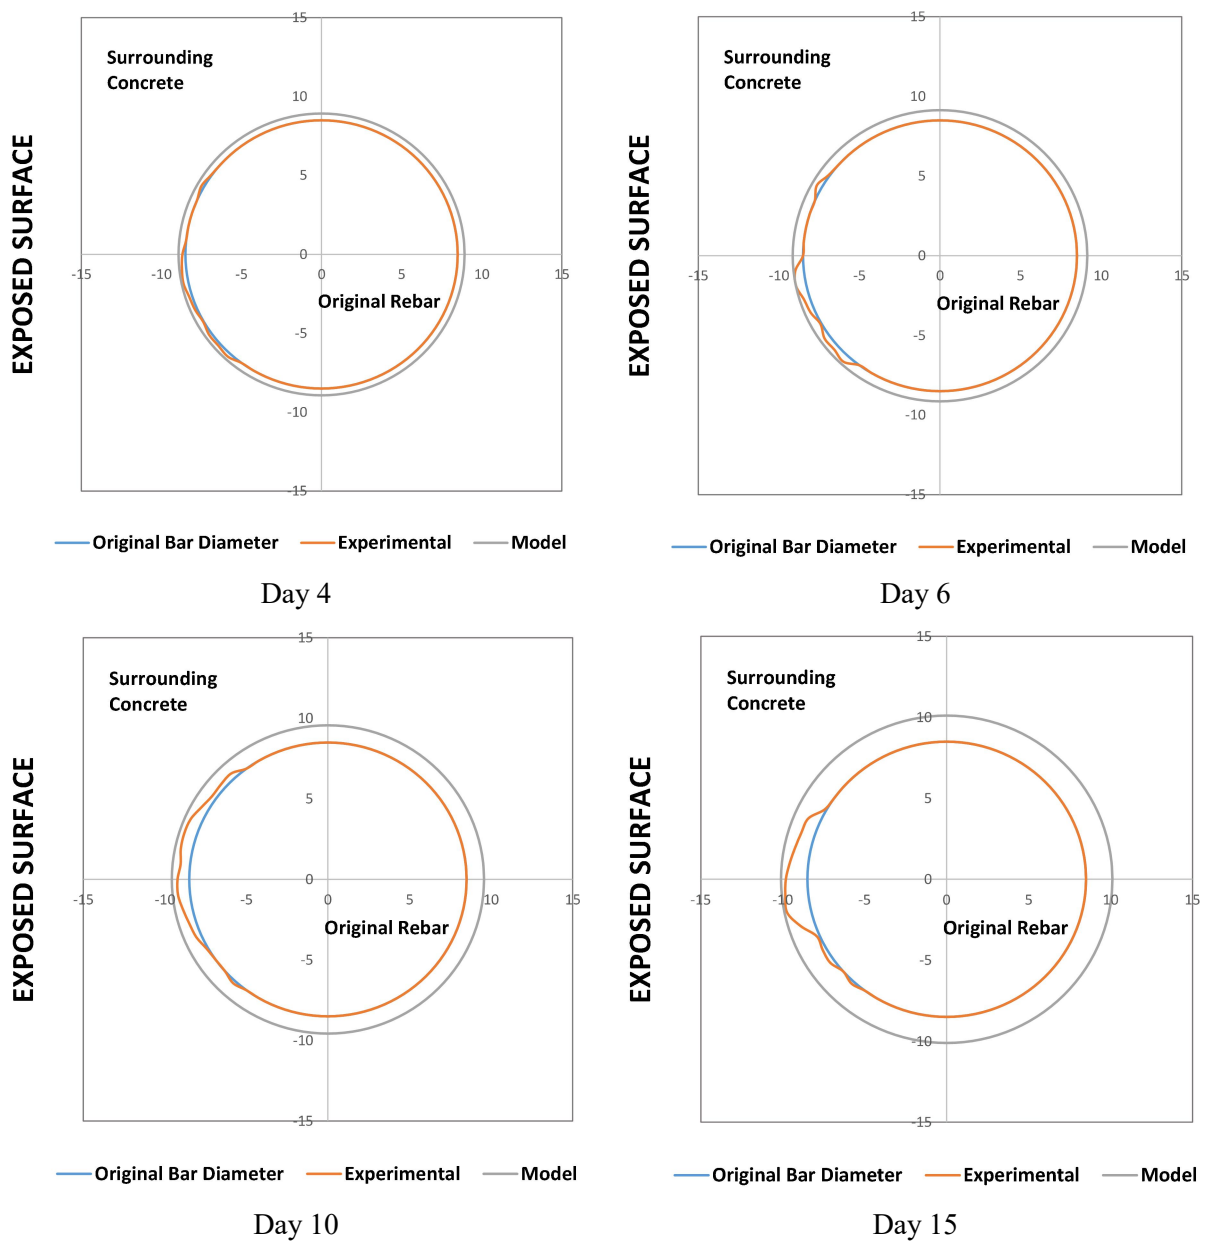 EXPOSED SURFACE
Surrounding
Concrete
15
10
5
0
-5
-10
-15
-15 -10 -5 0 5 10 15
Original Rebar
Original Bar Diameter Experimental Model
Day 4
EXPOSED SURFACE
Surrounding
Concrete
15
10
5
0
-5
-10
-15
-15 -10 -5 0 5 10 15
Original Rebar
Original Bar Diameter Experimental Model
Day 6
EXPOSED SURFACE
Surrounding
Concrete
15
10
5
0
-5
-10
-15
-15 -10 -5 0 5 10 15
Original Rebar
Original Bar Diameter Experimental Model
Day 10
EXPOSED SURFACE
Surrounding
Concrete
15
10
5
0
-5
-10
-15
-15 -10 -5 0 5 10 15
Original Rebar
Original Bar Diameter Experimental Model
Day 15